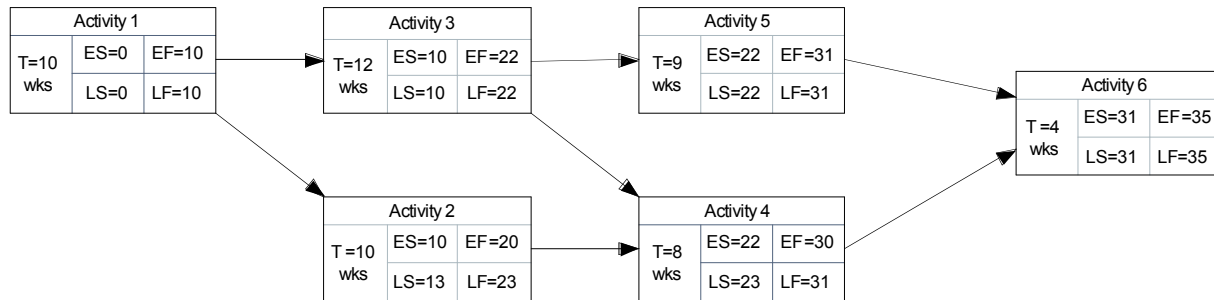 Activity 1
T=10 wks
ES=0 EF=10
LS=0 LF=10
Activity 3
T=12 wks
ES=10 EF=22
LS=10 LF=22
Activity 5
T=9 wks
ES=22 EF=31
LS=22 LF=31
Activity 6
T =4 wks
ES=31 EF=35
LS=31 LF=35
Activity 2
T =10 wks
ES=10 EF=20
LS=13 LF=23
Activity 4
T=8 wks
ES=22 EF=30
LS=23 LF=31